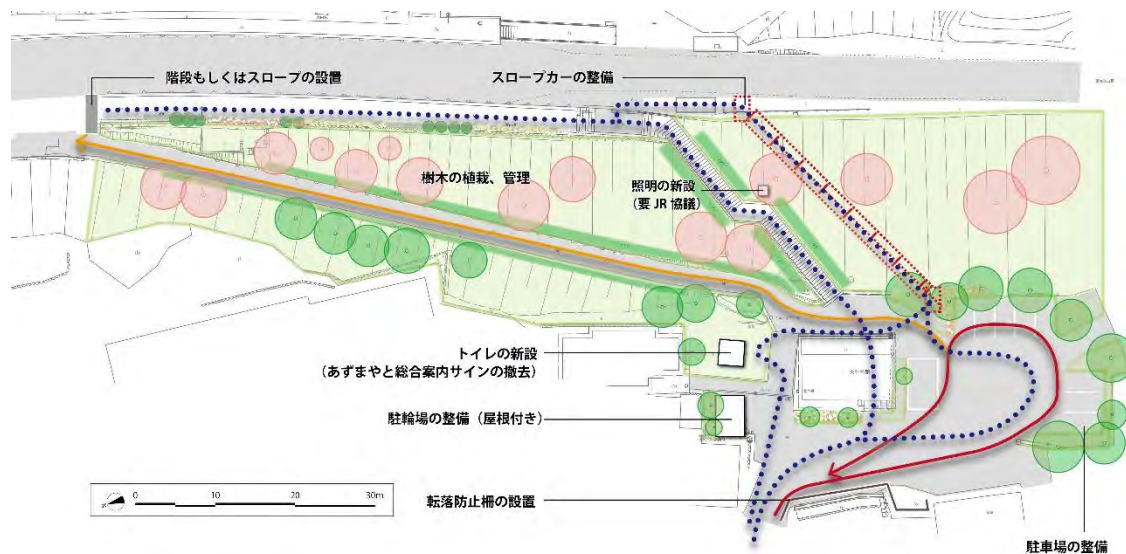 階段もしくはスロープの設置
スロープカーの整備
樹木の植栽、管理
照明の新設
（要 JR 協議）
トイレの新設
（あずまやと総合案内サインの撤去）
駐輪場の整備（屋根付き）
0 10 20 30m
転落防止柵の設置
駐車場の整備